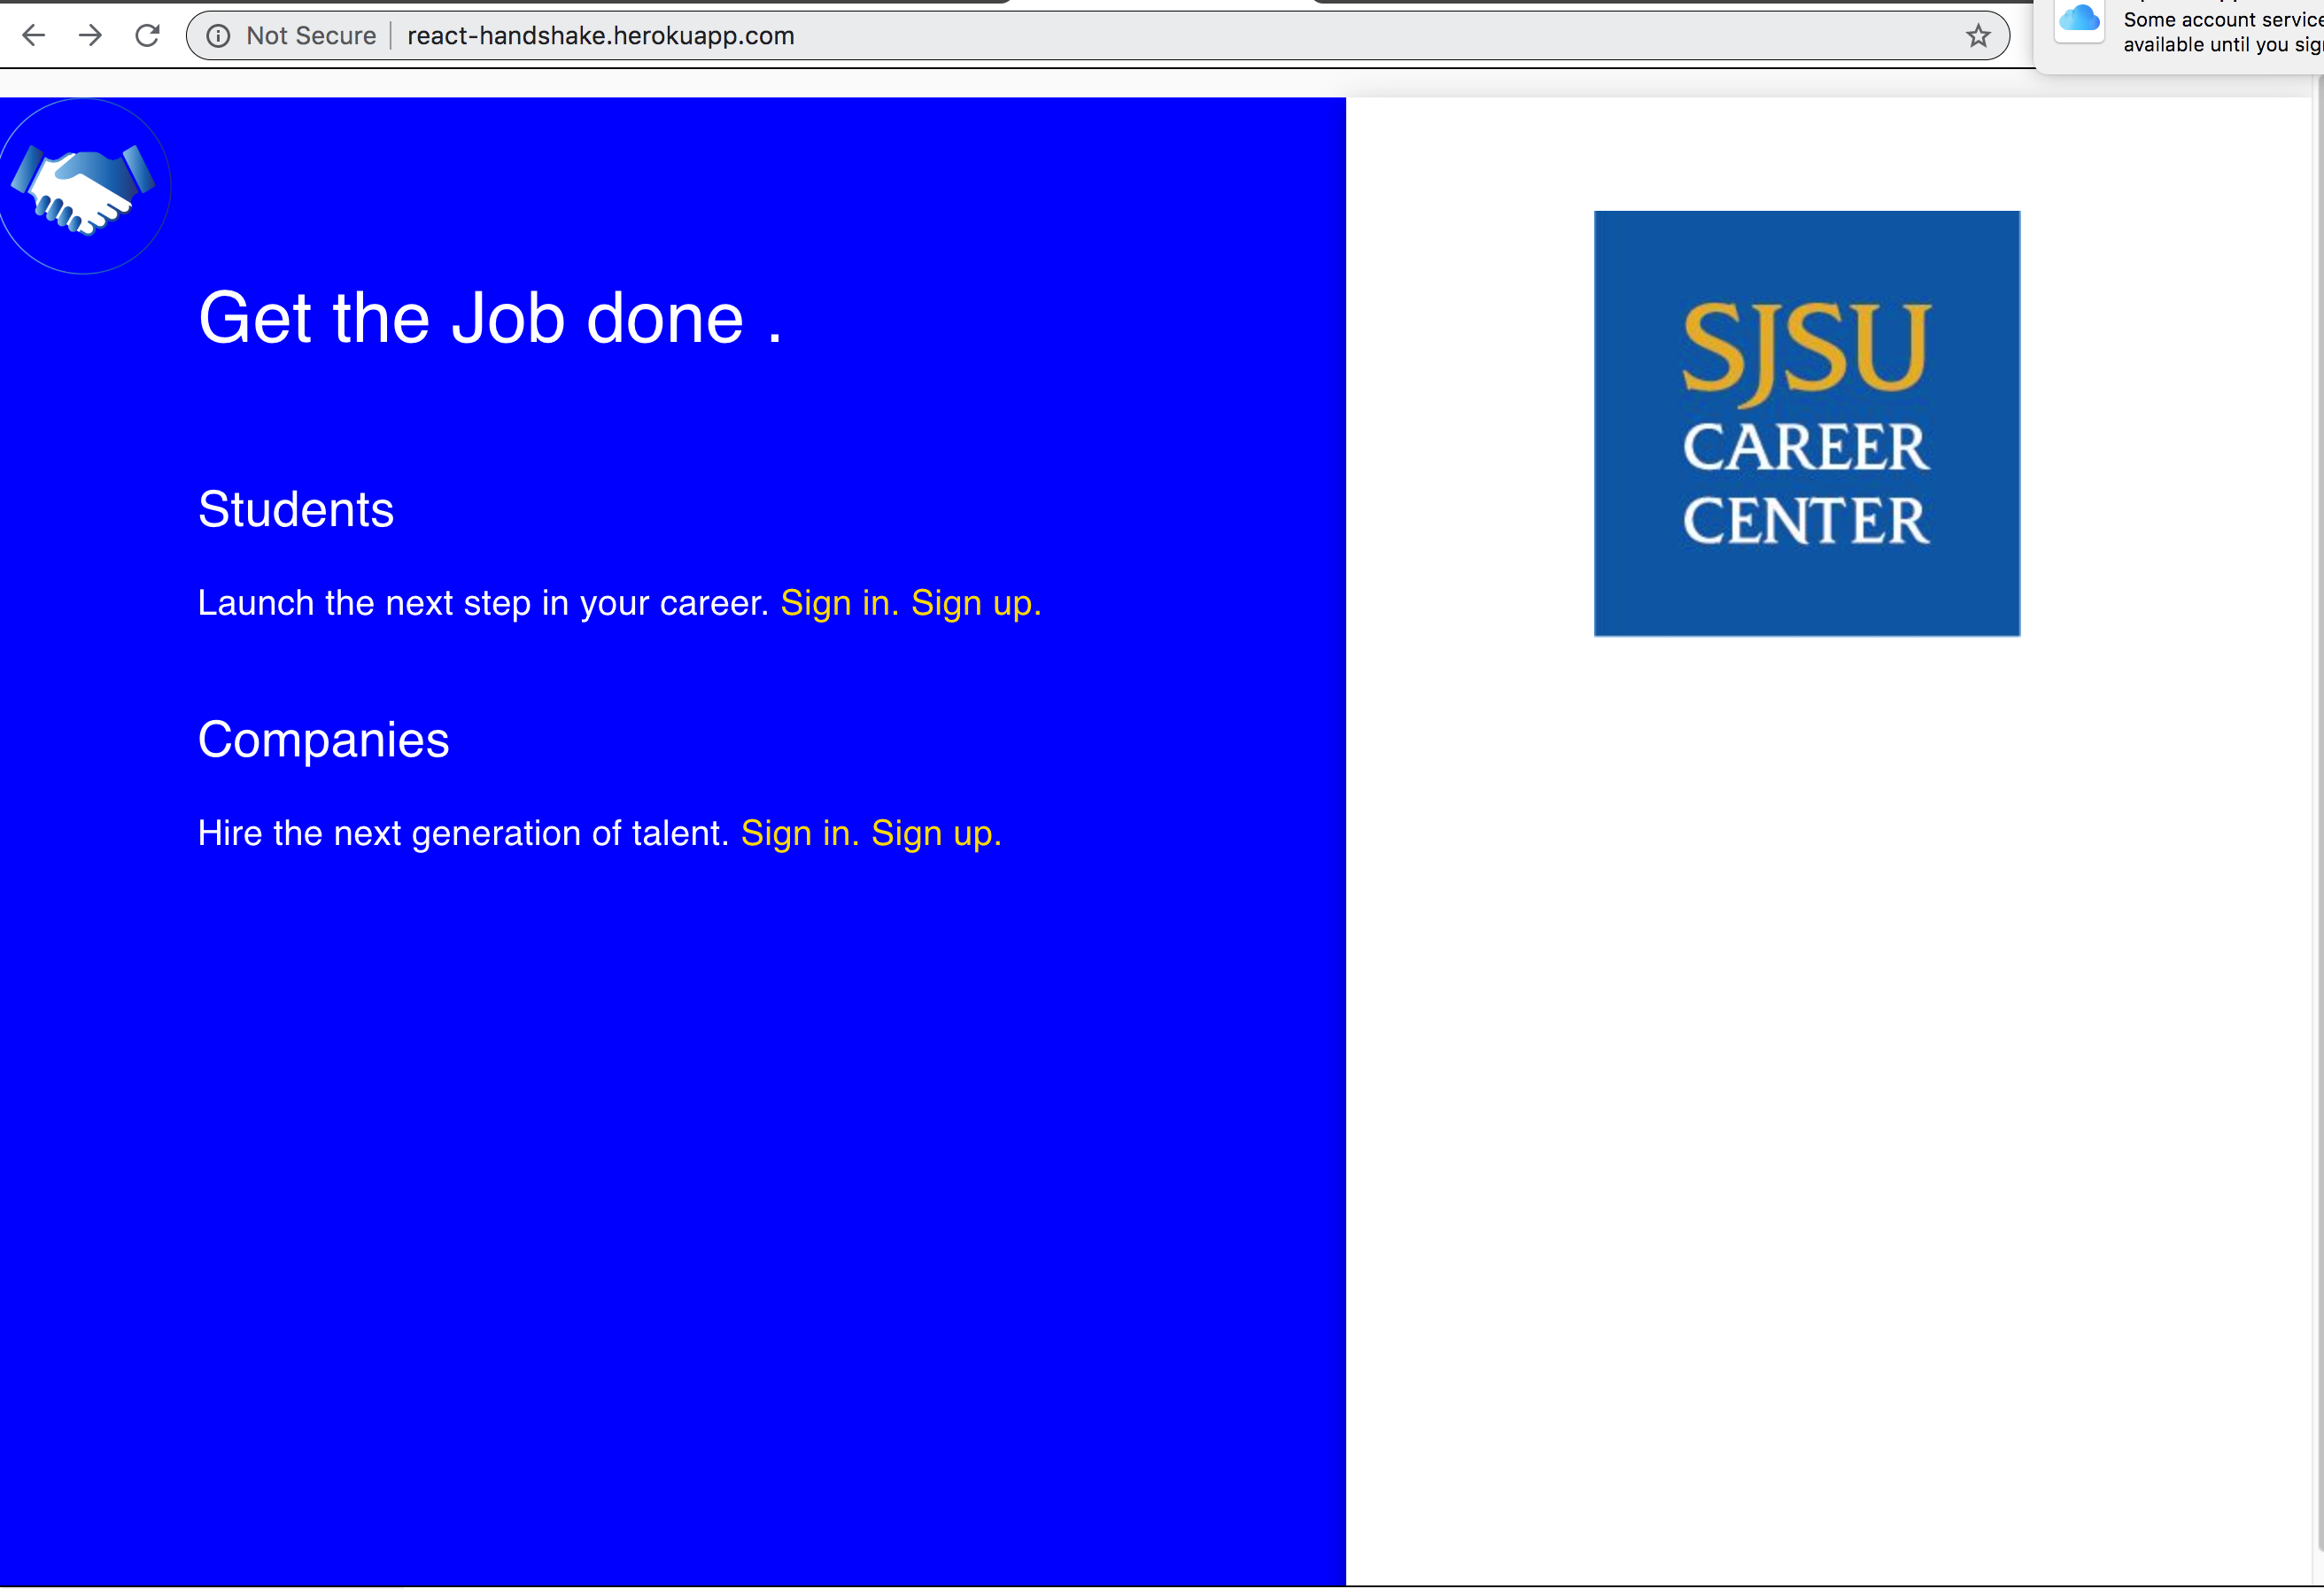 Not Secure | react-handshake.herokuapp.com
Some account service
available until you sig
Get the Job done .
Students
Launch the next step in your career. Sign in. Sign up.
Companies
Hire the next generation of talent. Sign in. Sign up.
SJSU
CAREER
CENTER